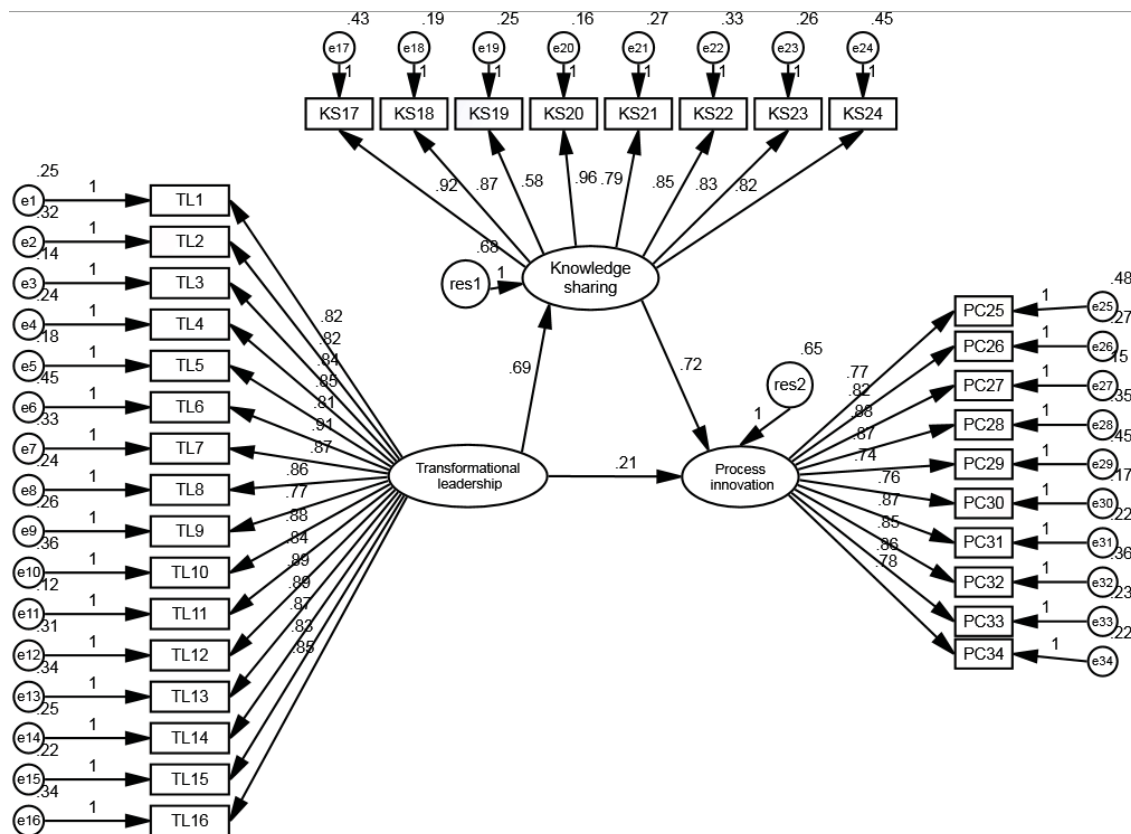 .43 .19 .25 .16 .27 .33 .26 .45
e17 e18 e19 e20 e21 e22 e23 e24
1 1 1 1 1 1 1 1
KS17 KS18 KS19 KS20 KS21 KS22 KS23 KS24
.92 .87 .58 .96 .79 .85 .83 .82
.68
res1
1
Knowledge
sharing
.25
e1 1 TL1
.32
e2 1 TL2
.14
e3 1 TL3
.24
e4 1 TL4
.18
e5 1 TL5
.45
e6 1 TL6
.33
e7 1 TL7
.24
e8 1 TL8
.26
e9 1 TL9
.36
e10 1 TL10
.12
e11 1 TL11
.31
e12 1 TL12
.34
e13 1 TL13
.25
e14 1 TL14
.22
e15 1 TL15
.34
e16 1 TL16
.82
.82
.84
.85
.81
.91
.87
.86
.77
.88
.84
.89
.89
.87
.83
.85
Transformational
leadership
.69
.72
.21
.65
res2
1
Process
innovation
.77
.82
.88
.87
.74
.76
.87
.85
.86
.78
.48
PC25 1 e25
.27
PC26 1 e26
15
PC27 1 e27
.35
PC28 1 e28
.45
PC29 1 e29
.17
PC30 1 e30
.22
PC31 1 e31
.36
PC32 1 e32
.23
PC33 1 e33
.22
PC34 1 e34